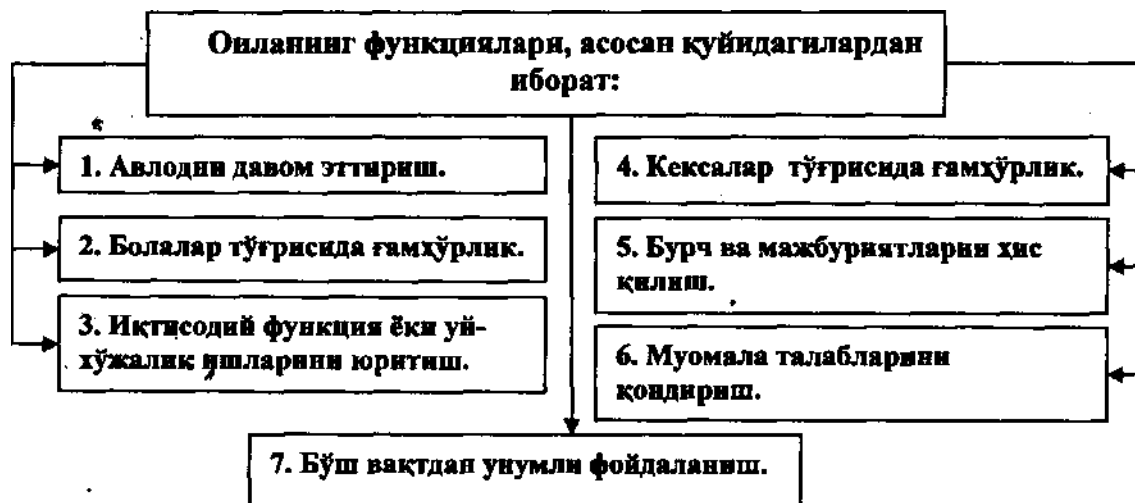 Оиланинг функциялари, асосан қуйидагилардан
иборат:
1. Авлодни давом эттириш.
2. Болалар тўғрисида ғамхўрлик.
3. Иқтисодий функция ёки уй-
хўжалик ишларини юритиш.
4. Кексалар тўғрисида ғамҳўрлик.
5. Бурч ва мажбуриятларни ҳис
қилиш.
6. Муомала талабларини
қондириш.
7. Бўш вақтдан унумли фойдаланиш.